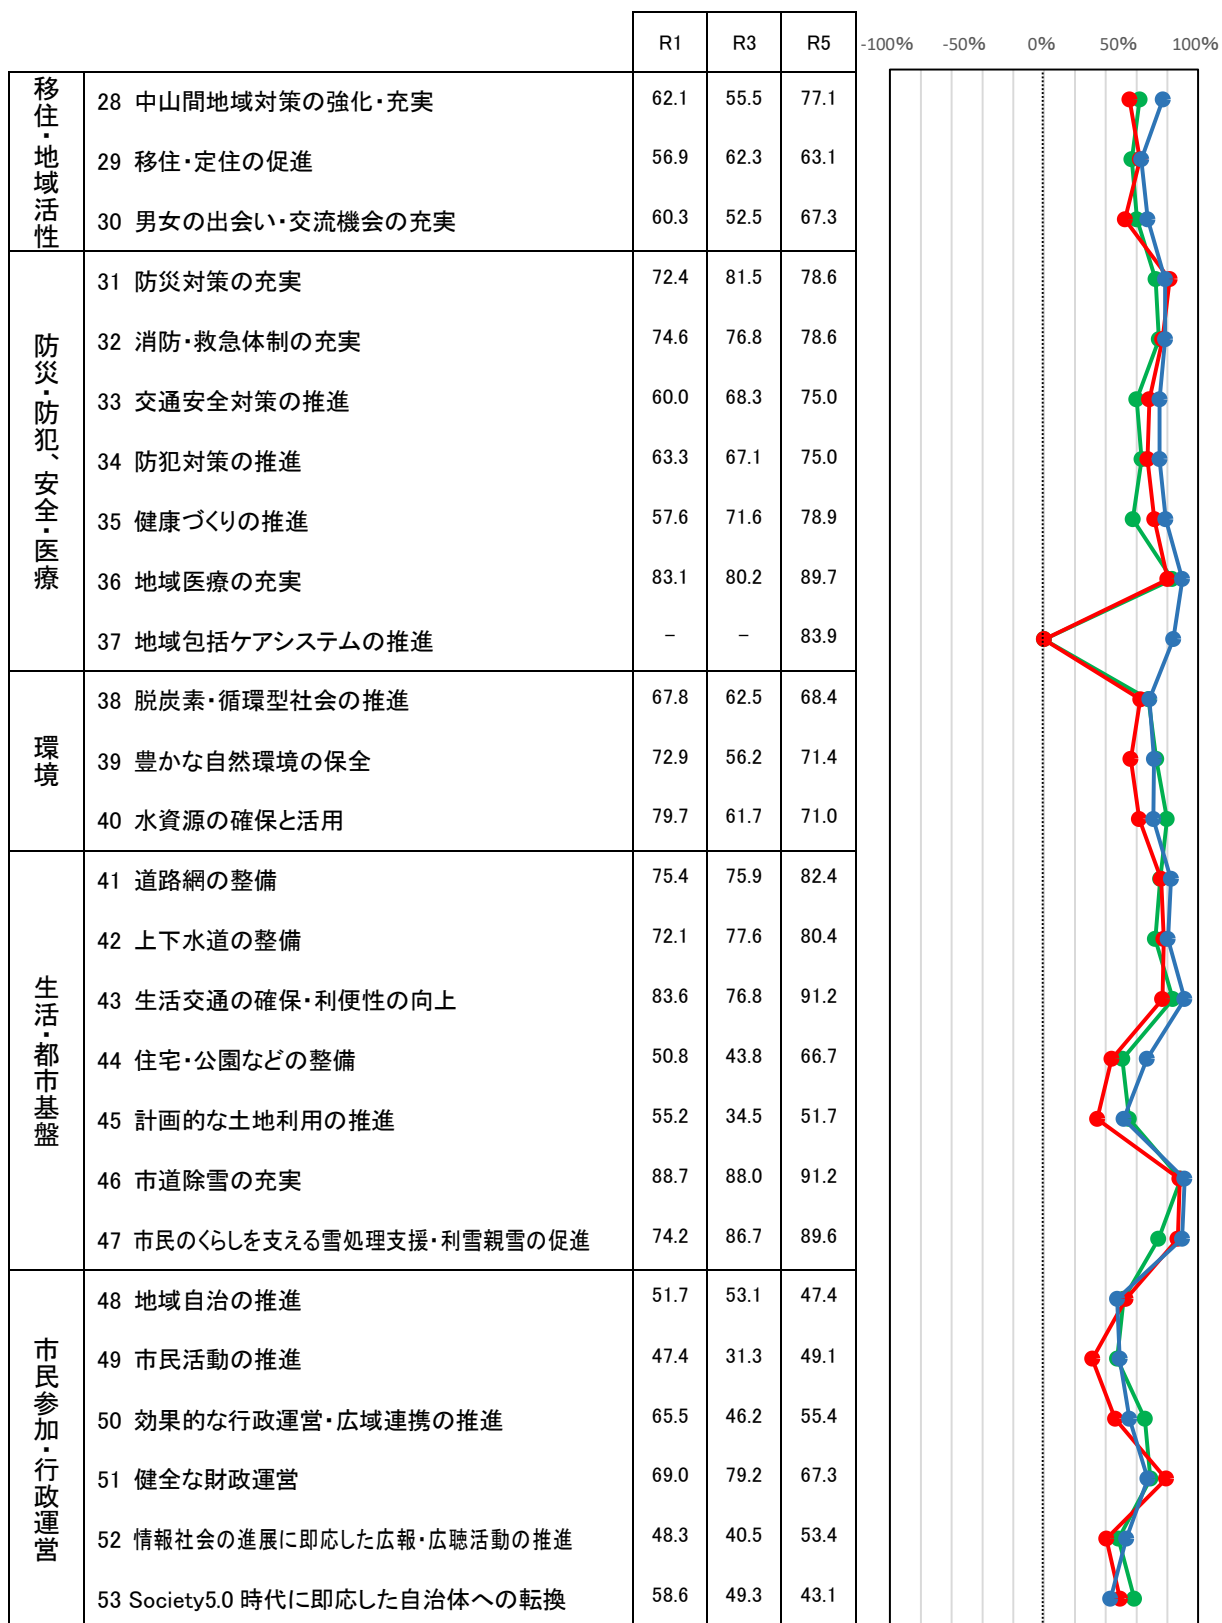 R1 R3 R5 -100% -50% 0% 50% 100%
移住・地域活性
28 中山間地域対策の強化・充実 62.1 55.5 77.1
29 移住・定住の促進 56.9 62.3 63.1
30 男女の出会い・交流機会の充実 60.3 52.5 67.3
防災・防犯、安全・医療
31 防災対策の充実 72.4 81.5 78.6
32 消防・救急体制の充実 74.6 76.8 78.6
33 交通安全対策の推進 60.0 68.3 75.0
34 防犯対策の推進 63.3 67.1 75.0
35 健康づくりの推進 57.6 71.6 78.9
36 地域医療の充実 83.1 80.2 89.7
37 地域包括ケアシステムの推進 － － 83.9
環境
38 脱炭素・循環型社会の推進 67.8 62.5 68.4
39 豊かな自然環境の保全 72.9 56.2 71.4
40 水資源の確保と活用 79.7 61.7 71.0
生活・都市基盤
41 道路網の整備 75.4 75.9 82.4
42 上下水道の整備 72.1 77.6 80.4
43 生活交通の確保・利便性の向上 83.6 76.8 91.2
44 住宅・公園などの整備 50.8 43.8 66.7
45 計画的な土地利用の推進 55.2 34.5 51.7
46 市道除雪の充実 88.7 88.0 91.2
47 市民のくらしを支える雪処理支援・利雪親雪の促進 74.2 86.7 89.6
市民参加・行政運営
48 地域自治の推進 51.7 53.1 47.4
49 市民活動の推進 47.4 31.3 49.1
50 効果的な行政運営・広域連携の推進 65.5 46.2 55.4
51 健全な財政運営 69.0 79.2 67.3
52 情報社会の進展に即応した広報・広聴活動の推進 48.3 40.5 53.4
53 Society5.0 時代に即応した自治体への転換 58.6 49.3 43.1